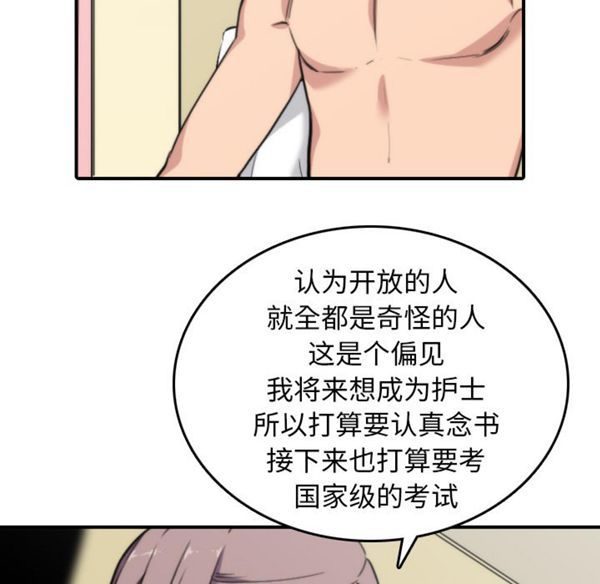 认为开放的人
就全都是奇怪的人
这是个偏见
我将来想成为护士
所以打算要认真念书
接下来也打算要考
国家级的考试